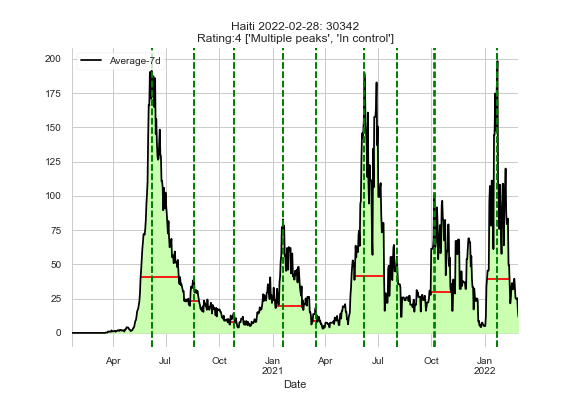 Haiti 2022-02-28: 30342
Rating:4 ['Multiple peaks', 'In control']
Average-7d
200
175
150
125
100
75
50
25
0
Apr Jul Oct Jan Apr Jul Oct Jan
2021 2022
Date